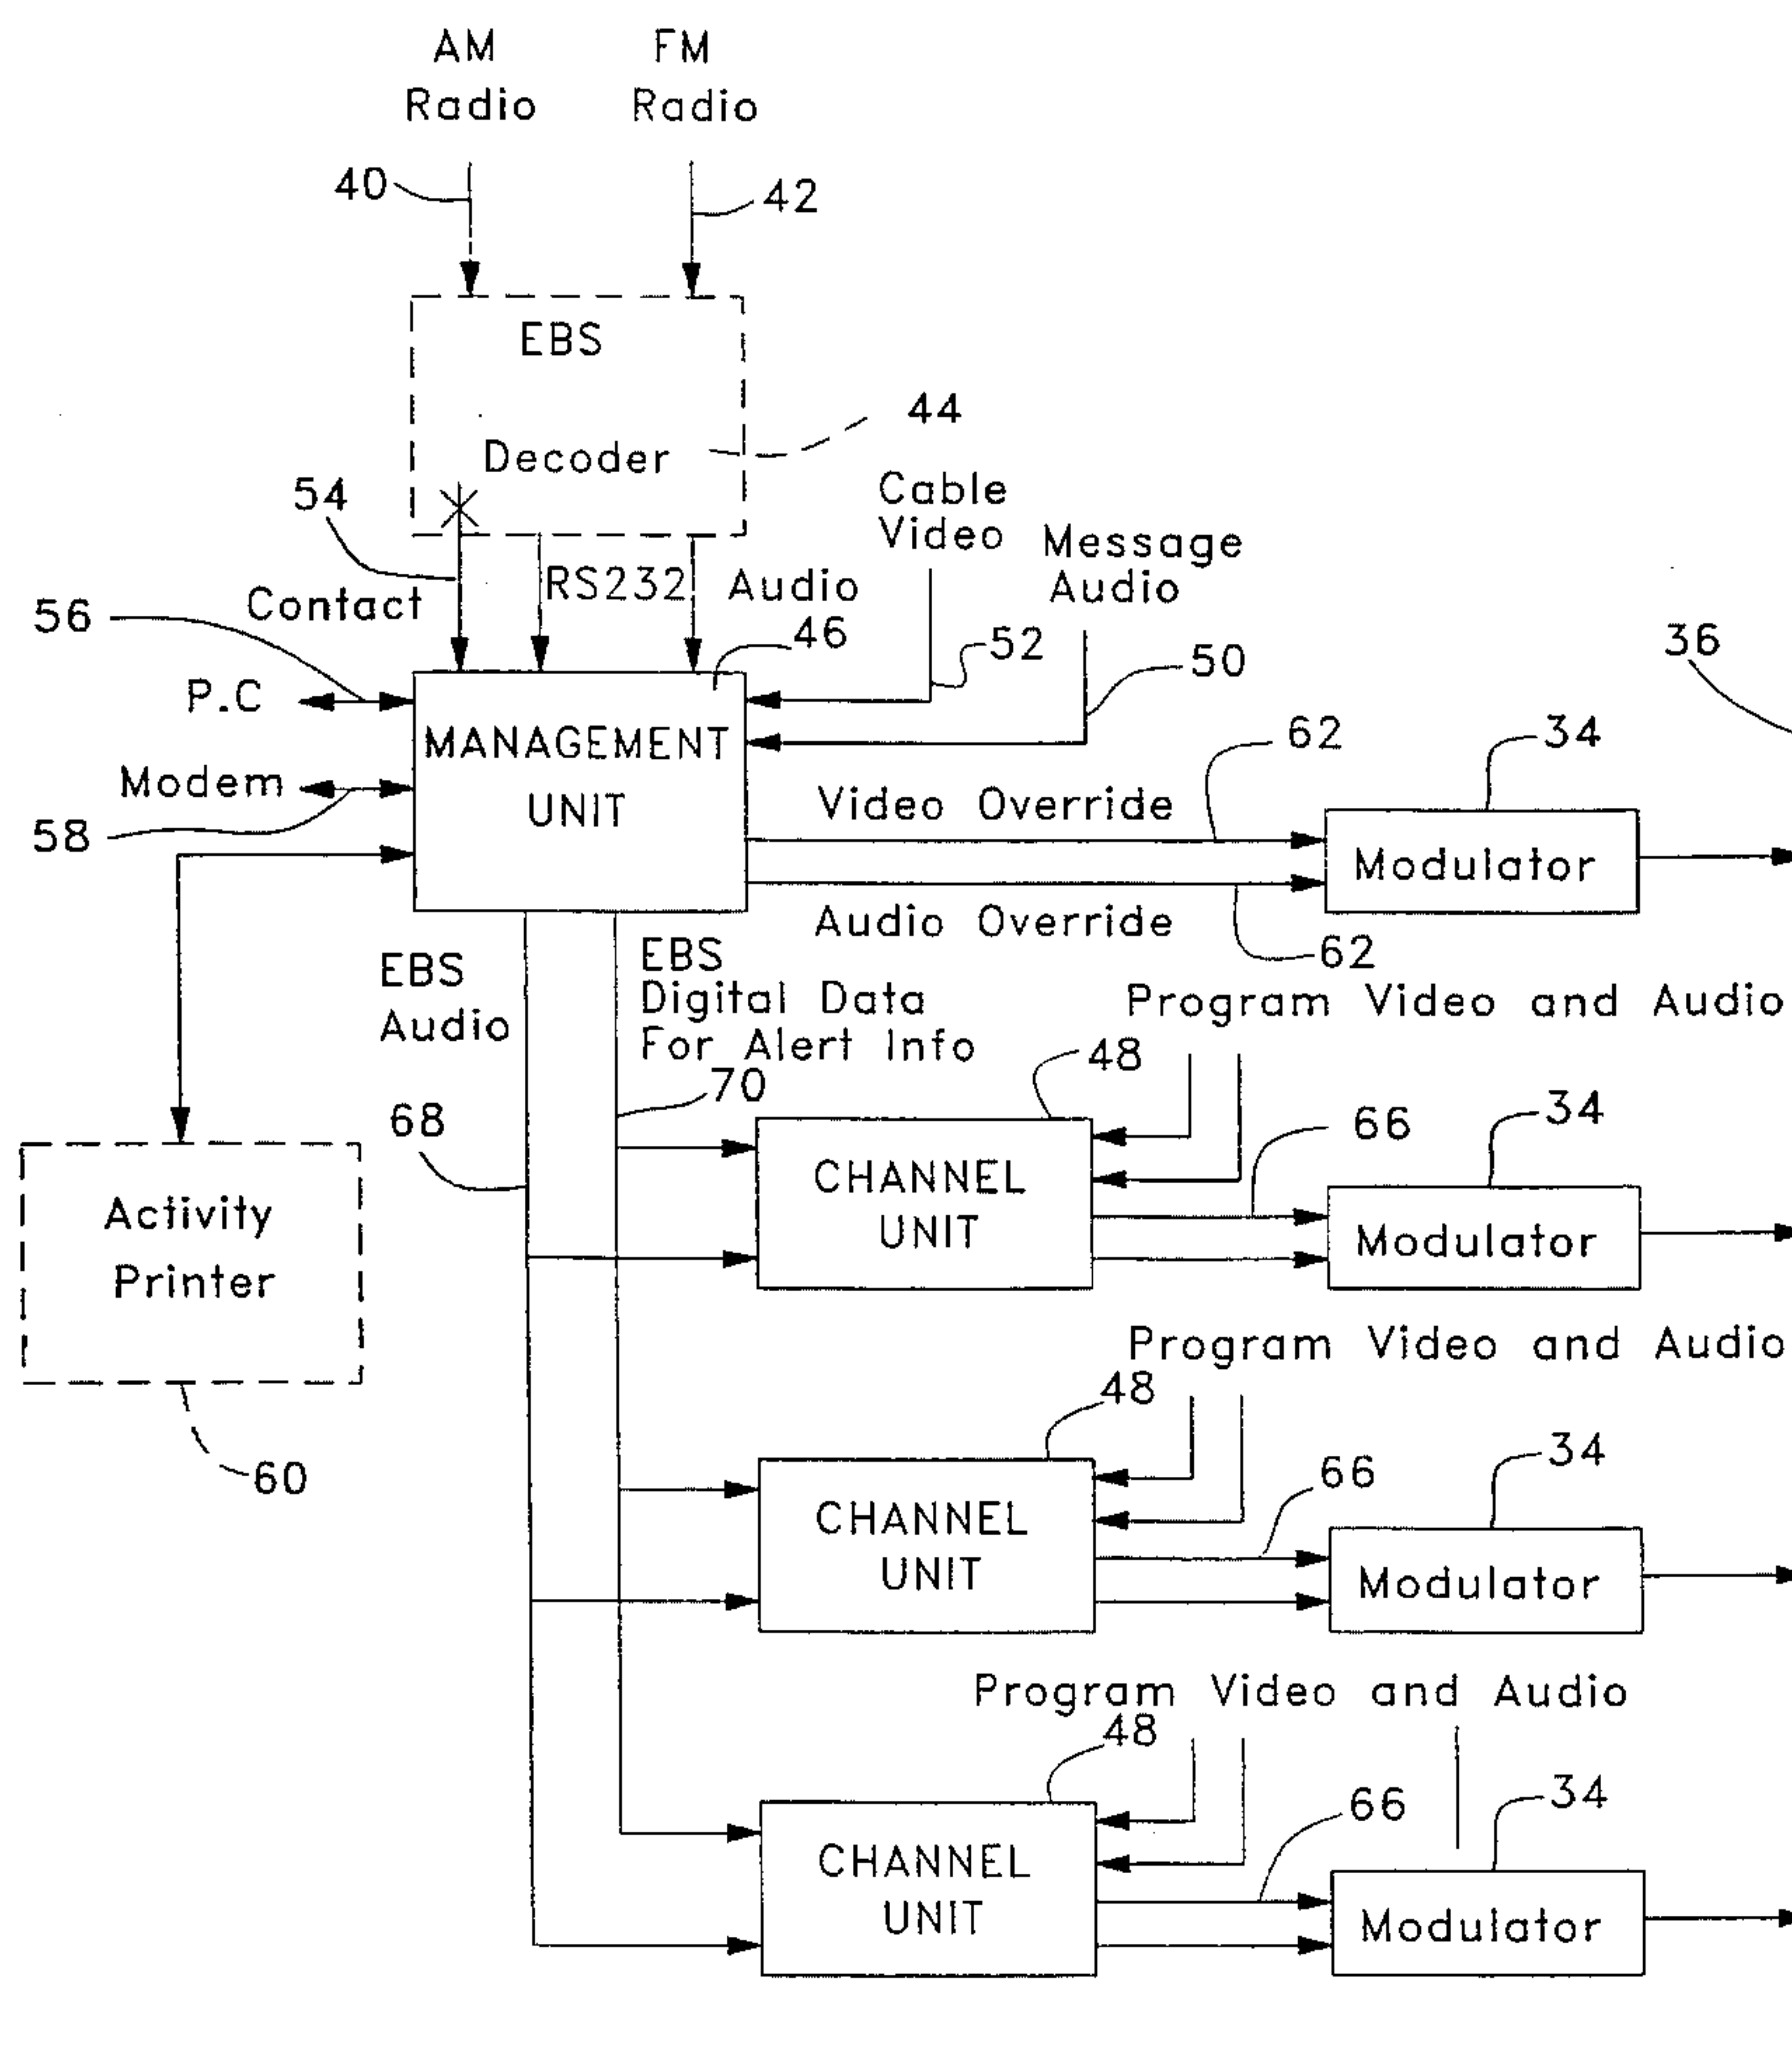 AM
Radio
FM
Radio
40
42
EBS
Decoder
44
54
Contact
RS232
Audio
46
Cable
Video
52
Message
Audio
50
56
P.C
Modem
58
MANAGEMENT
UNIT
36
Video Override
62
34
Modulator
Audio Override
62
EBS
Audio
EBS
Digital Data
For Alert Info
70
68
Program Video and Audio
48
CHANNEL
UNIT
66
34
Modulator
Activity
Printer
60
Program Video and Audio
48
CHANNEL
UNIT
66
34
Modulator
Program Video and Audio
48
CHANNEL
UNIT
66
34
Modulator